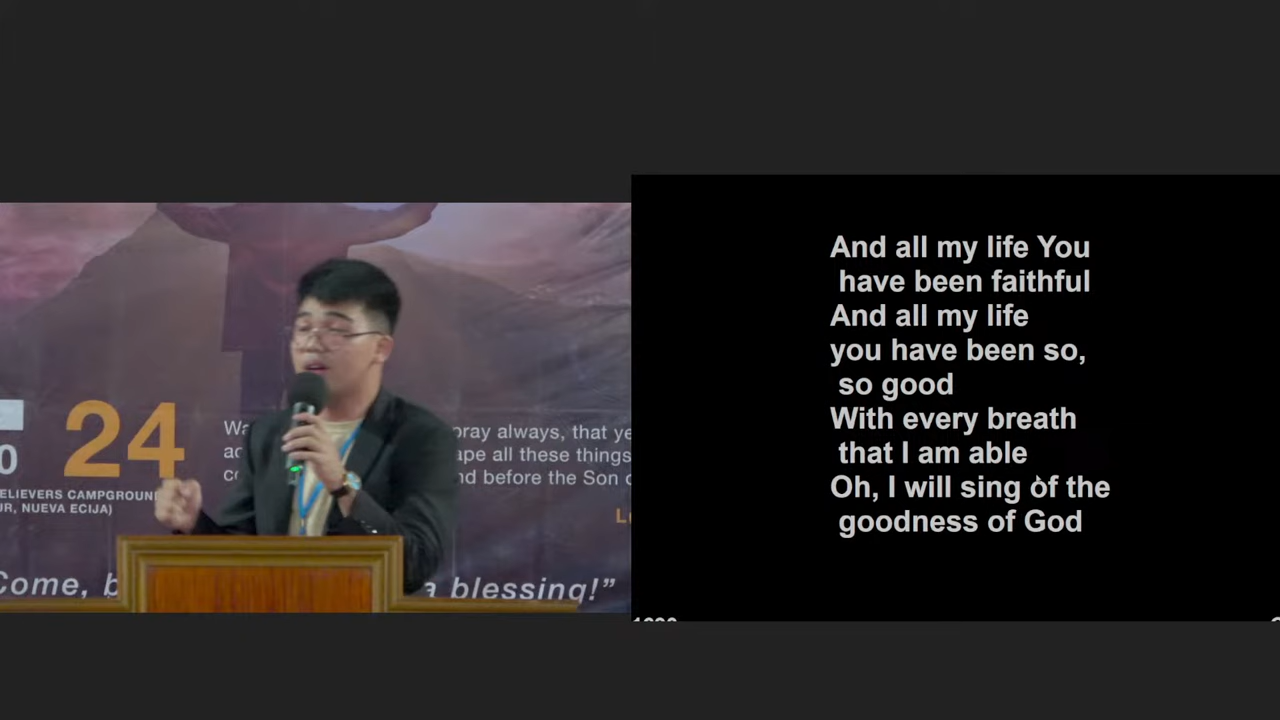 24
0
ELIEVERS CAMPGROUN
UR, NUEVA ECIJA)
pray always, that ye
ape all these things
nd before the Son o
Come, b
a blessing!”
And all my life You
have been faithful
And all my life
you have been so,
so good
With every breath
that I am able
Oh, I will sing of the
goodness of God